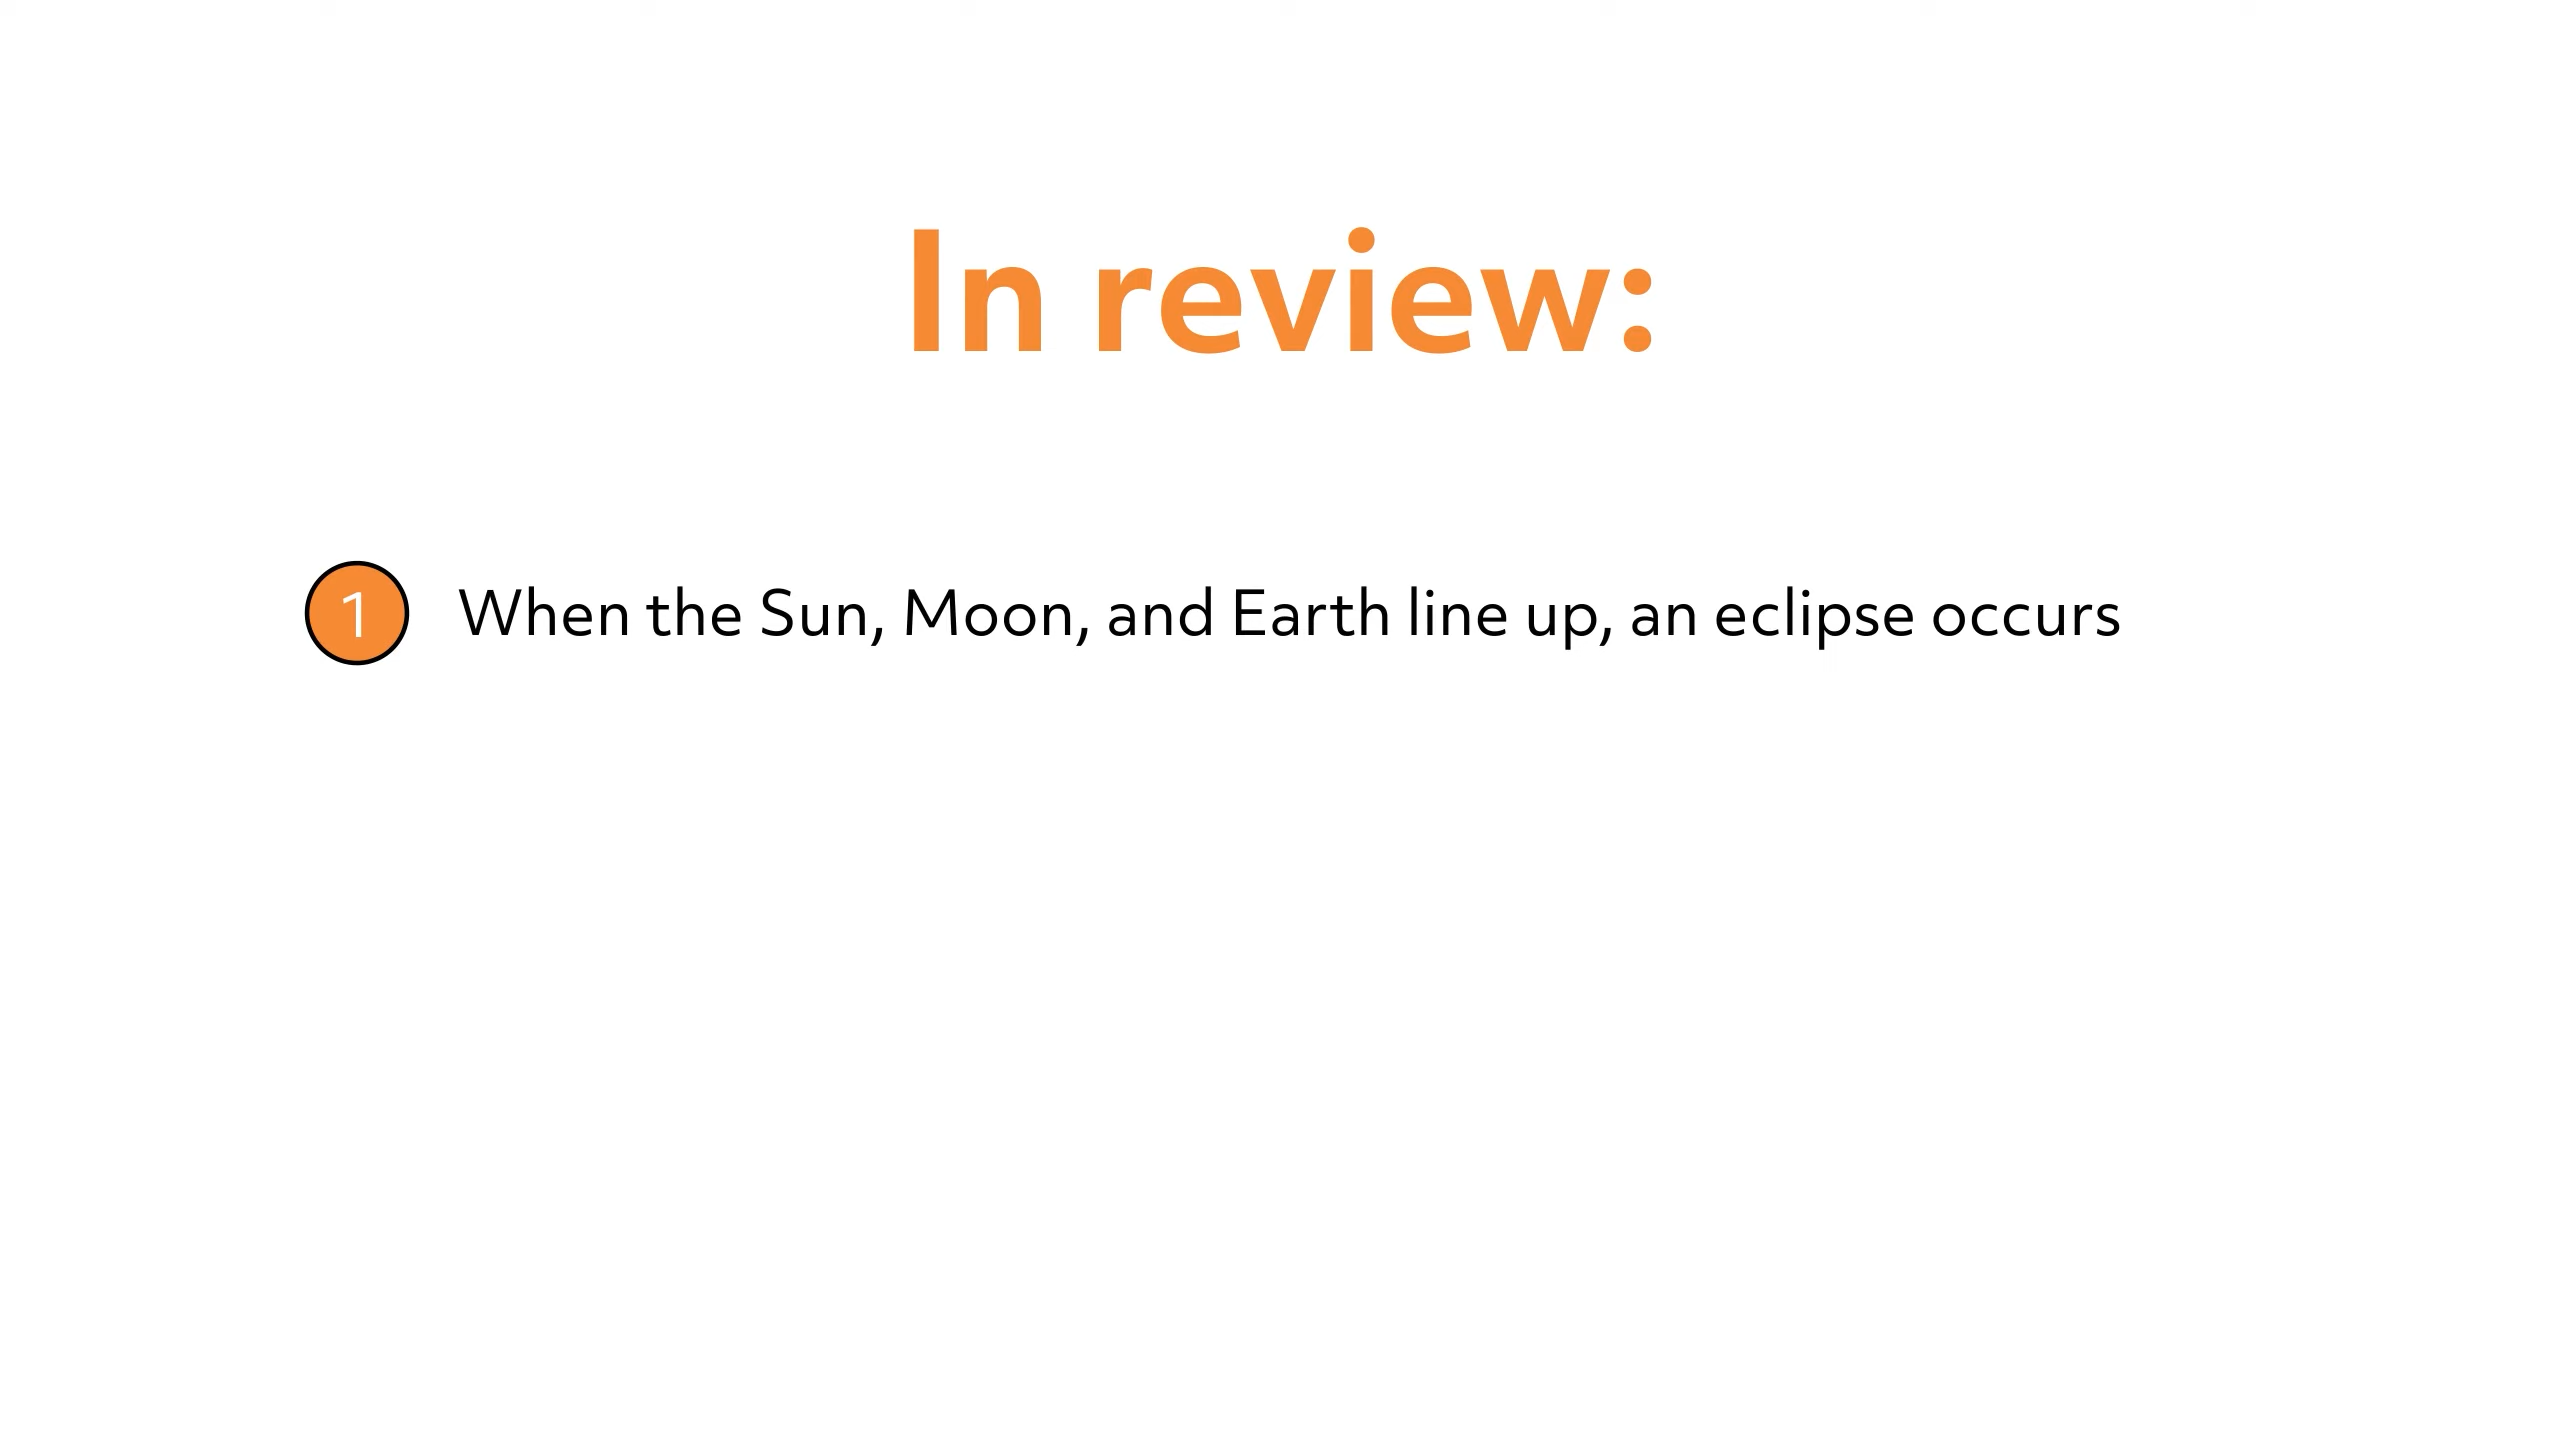 In review:
1 When the Sun, Moon, and Earth line up, an eclipse occurs